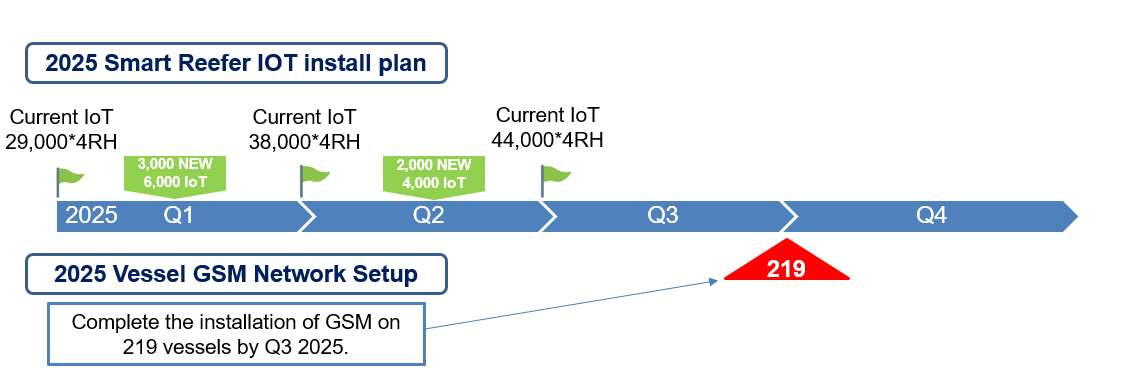 2025 Smart Reefer IOT install plan
Current IoT
29,000*4RH
Current IoT
38,000*4RH
Current IoT
44,000*4RH
3,000 NEW
6,000 IoT
2,000 NEW
4,000 IoT
2025 Q1 Q2 Q3 Q4
2025 Vessel GSM Network Setup
219
Complete the installation of GSM on
219 vessels by Q3 2025.